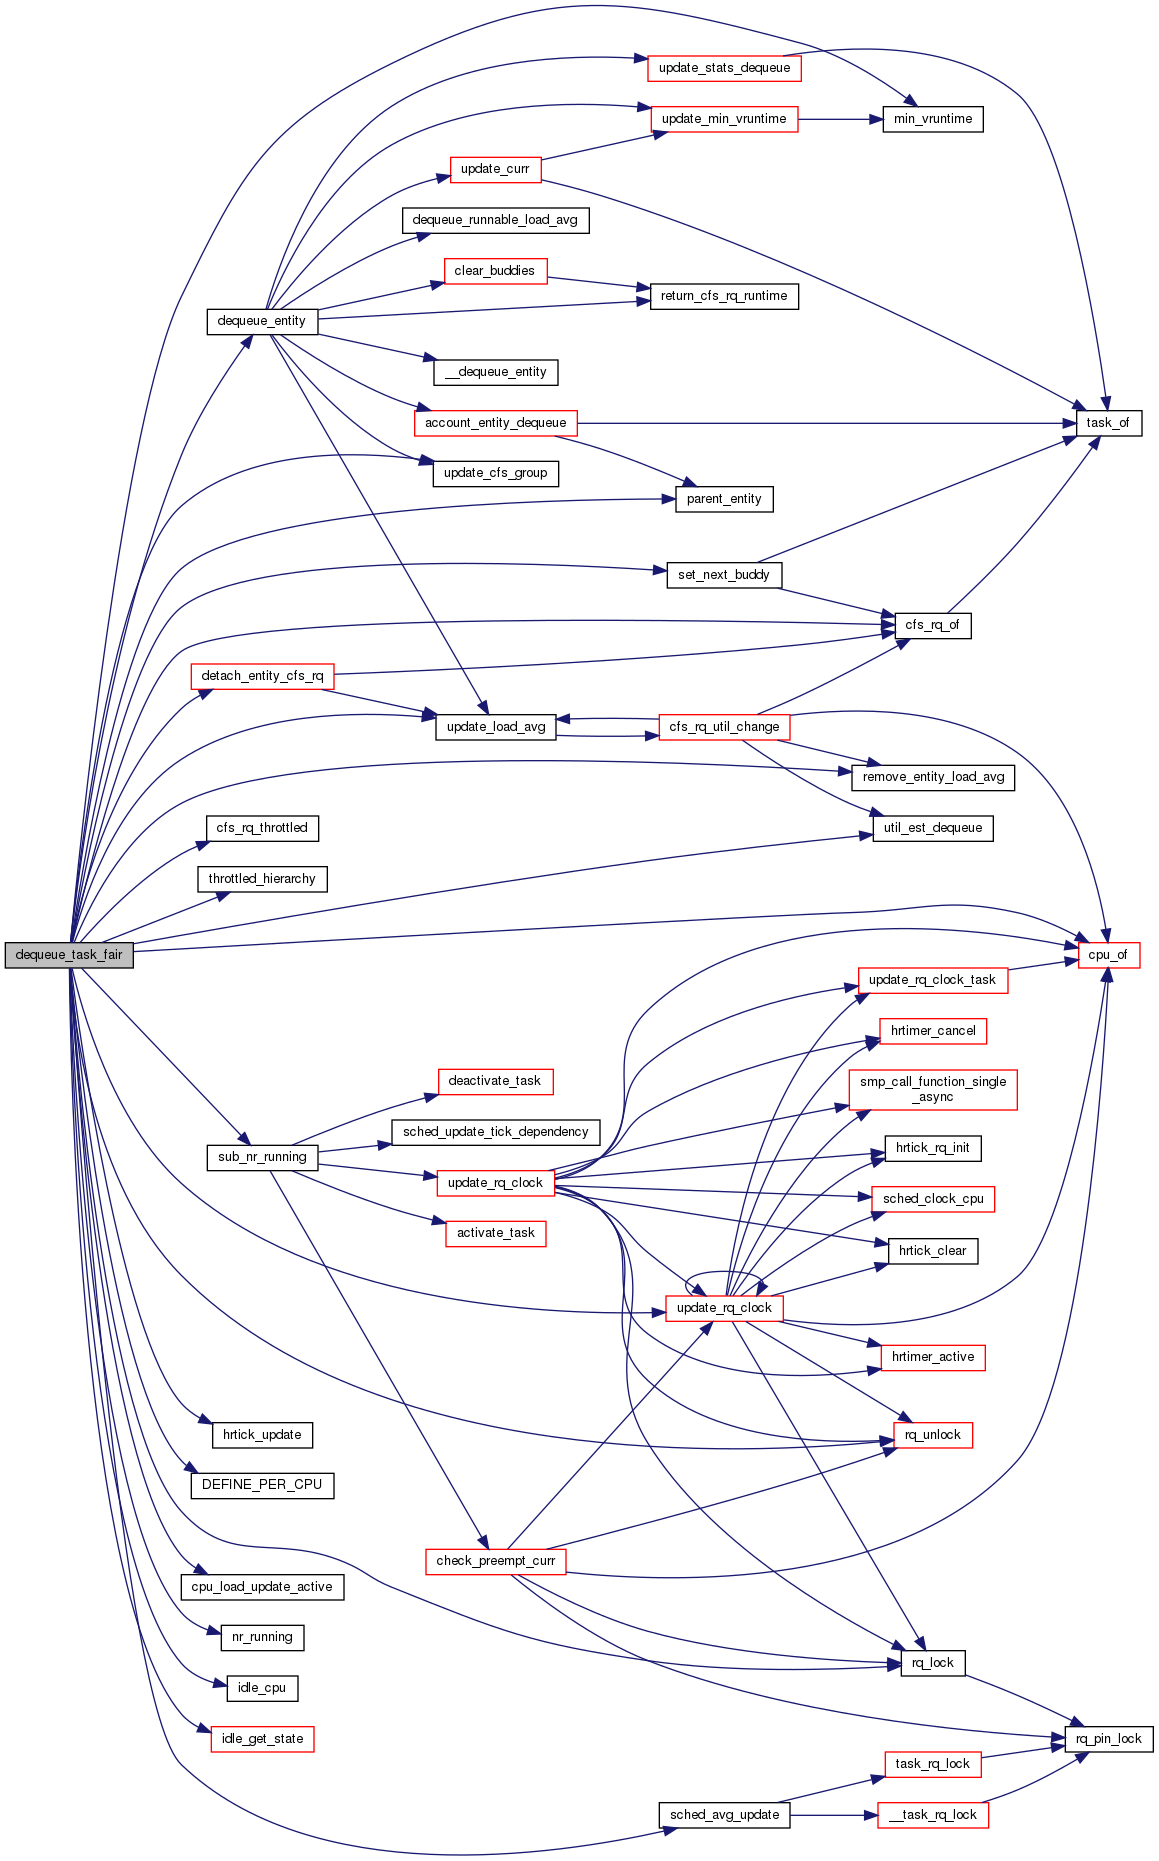 update_stats_dequeue
update_min_vruntime
min_vruntime
update_curr
dequeue_runnable_load_avg
clear_buddies
return_cfs_rq_runtime
dequeue_entity
__dequeue_entity
account_entity_dequeue
task_of
update_cfs_group
parent_entity
set_next_buddy
cfs_rq_of
detach_entity_cfs_rq
update_load_avg
cfs_rq_util_change
remove_entity_load_avg
cfs_rq_throttled
util_est_dequeue
throttled_hierarchy
dequeue_task_fair
cpu_of
update_rq_clock_task
hrtimer_cancel
deactivate_task
smp_call_function_single
_async
sched_update_tick_dependency
sub_nr_running
hrtick_rq_init
update_rq_clock
sched_clock_cpu
activate_task
hrtick_clear
update_rq_clock
hrtimer_active
hrtick_update
rq_unlock
DEFINE_PER_CPU
check_preempt_curr
cpu_load_update_active
nr_running
rq_lock
idle_cpu
idle_get_state
rq_pin_lock
task_rq_lock
sched_avg_update
__task_rq_lock